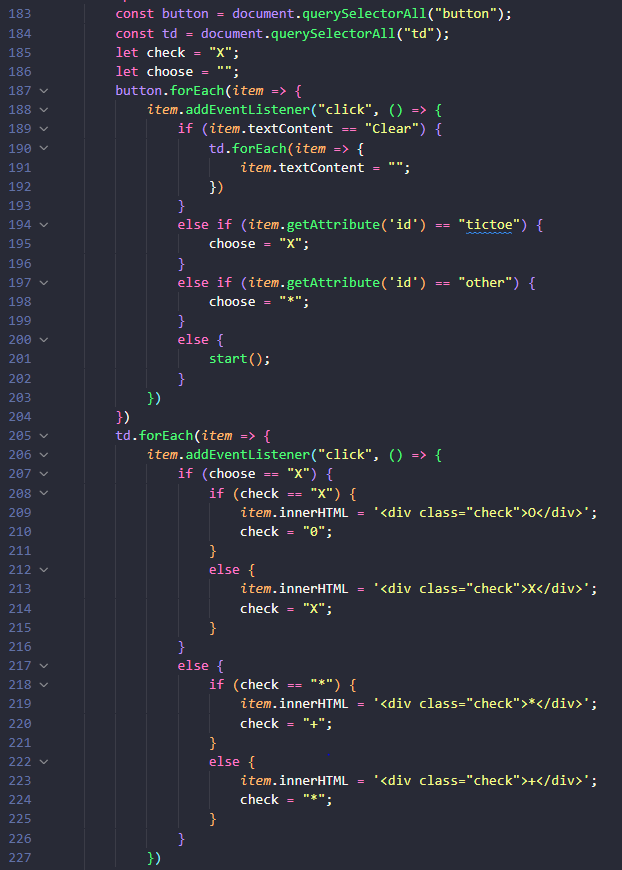 183 const button = document.querySelectorAll("button");
184 const td = document.querySelectorAll("td");
185 let check = "X";
186 let choose = "";
187 button.forEach(item => {
188 item.addEventListener("click", () => {
189 if (item.textContent == "Clear") {
190 td.forEach(item => {
191 item.textContent = "";
192 })
193 }
194 else if (item.getAttribute('id') == "tictoe") {
195 choose = "X";
196 }
197 else if (item.getAttribute('id') == "other") {
198 choose = "*";
199 }
200 else {
201 start();
202 }
203 })
204 })
205 td.forEach(item => {
206 item.addEventListener("click", () => {
207 if (choose == "X") {
208 if (check == "X") {
209 item.innerHTML = '<div class="check">O</div>';
210 check = "0";
211 }
212 else {
213 item.innerHTML = '<div class="check">X</div>';
214 check = "X";
215 }
216 }
217 else {
218 if (check == "*") {
219 item.innerHTML = '<div class="check">*</div>';
220 check = "+";
221 }
222 else {
223 item.innerHTML = '<div class="check">+</div>';
224 check = "*";
225 }
226 }
227 })